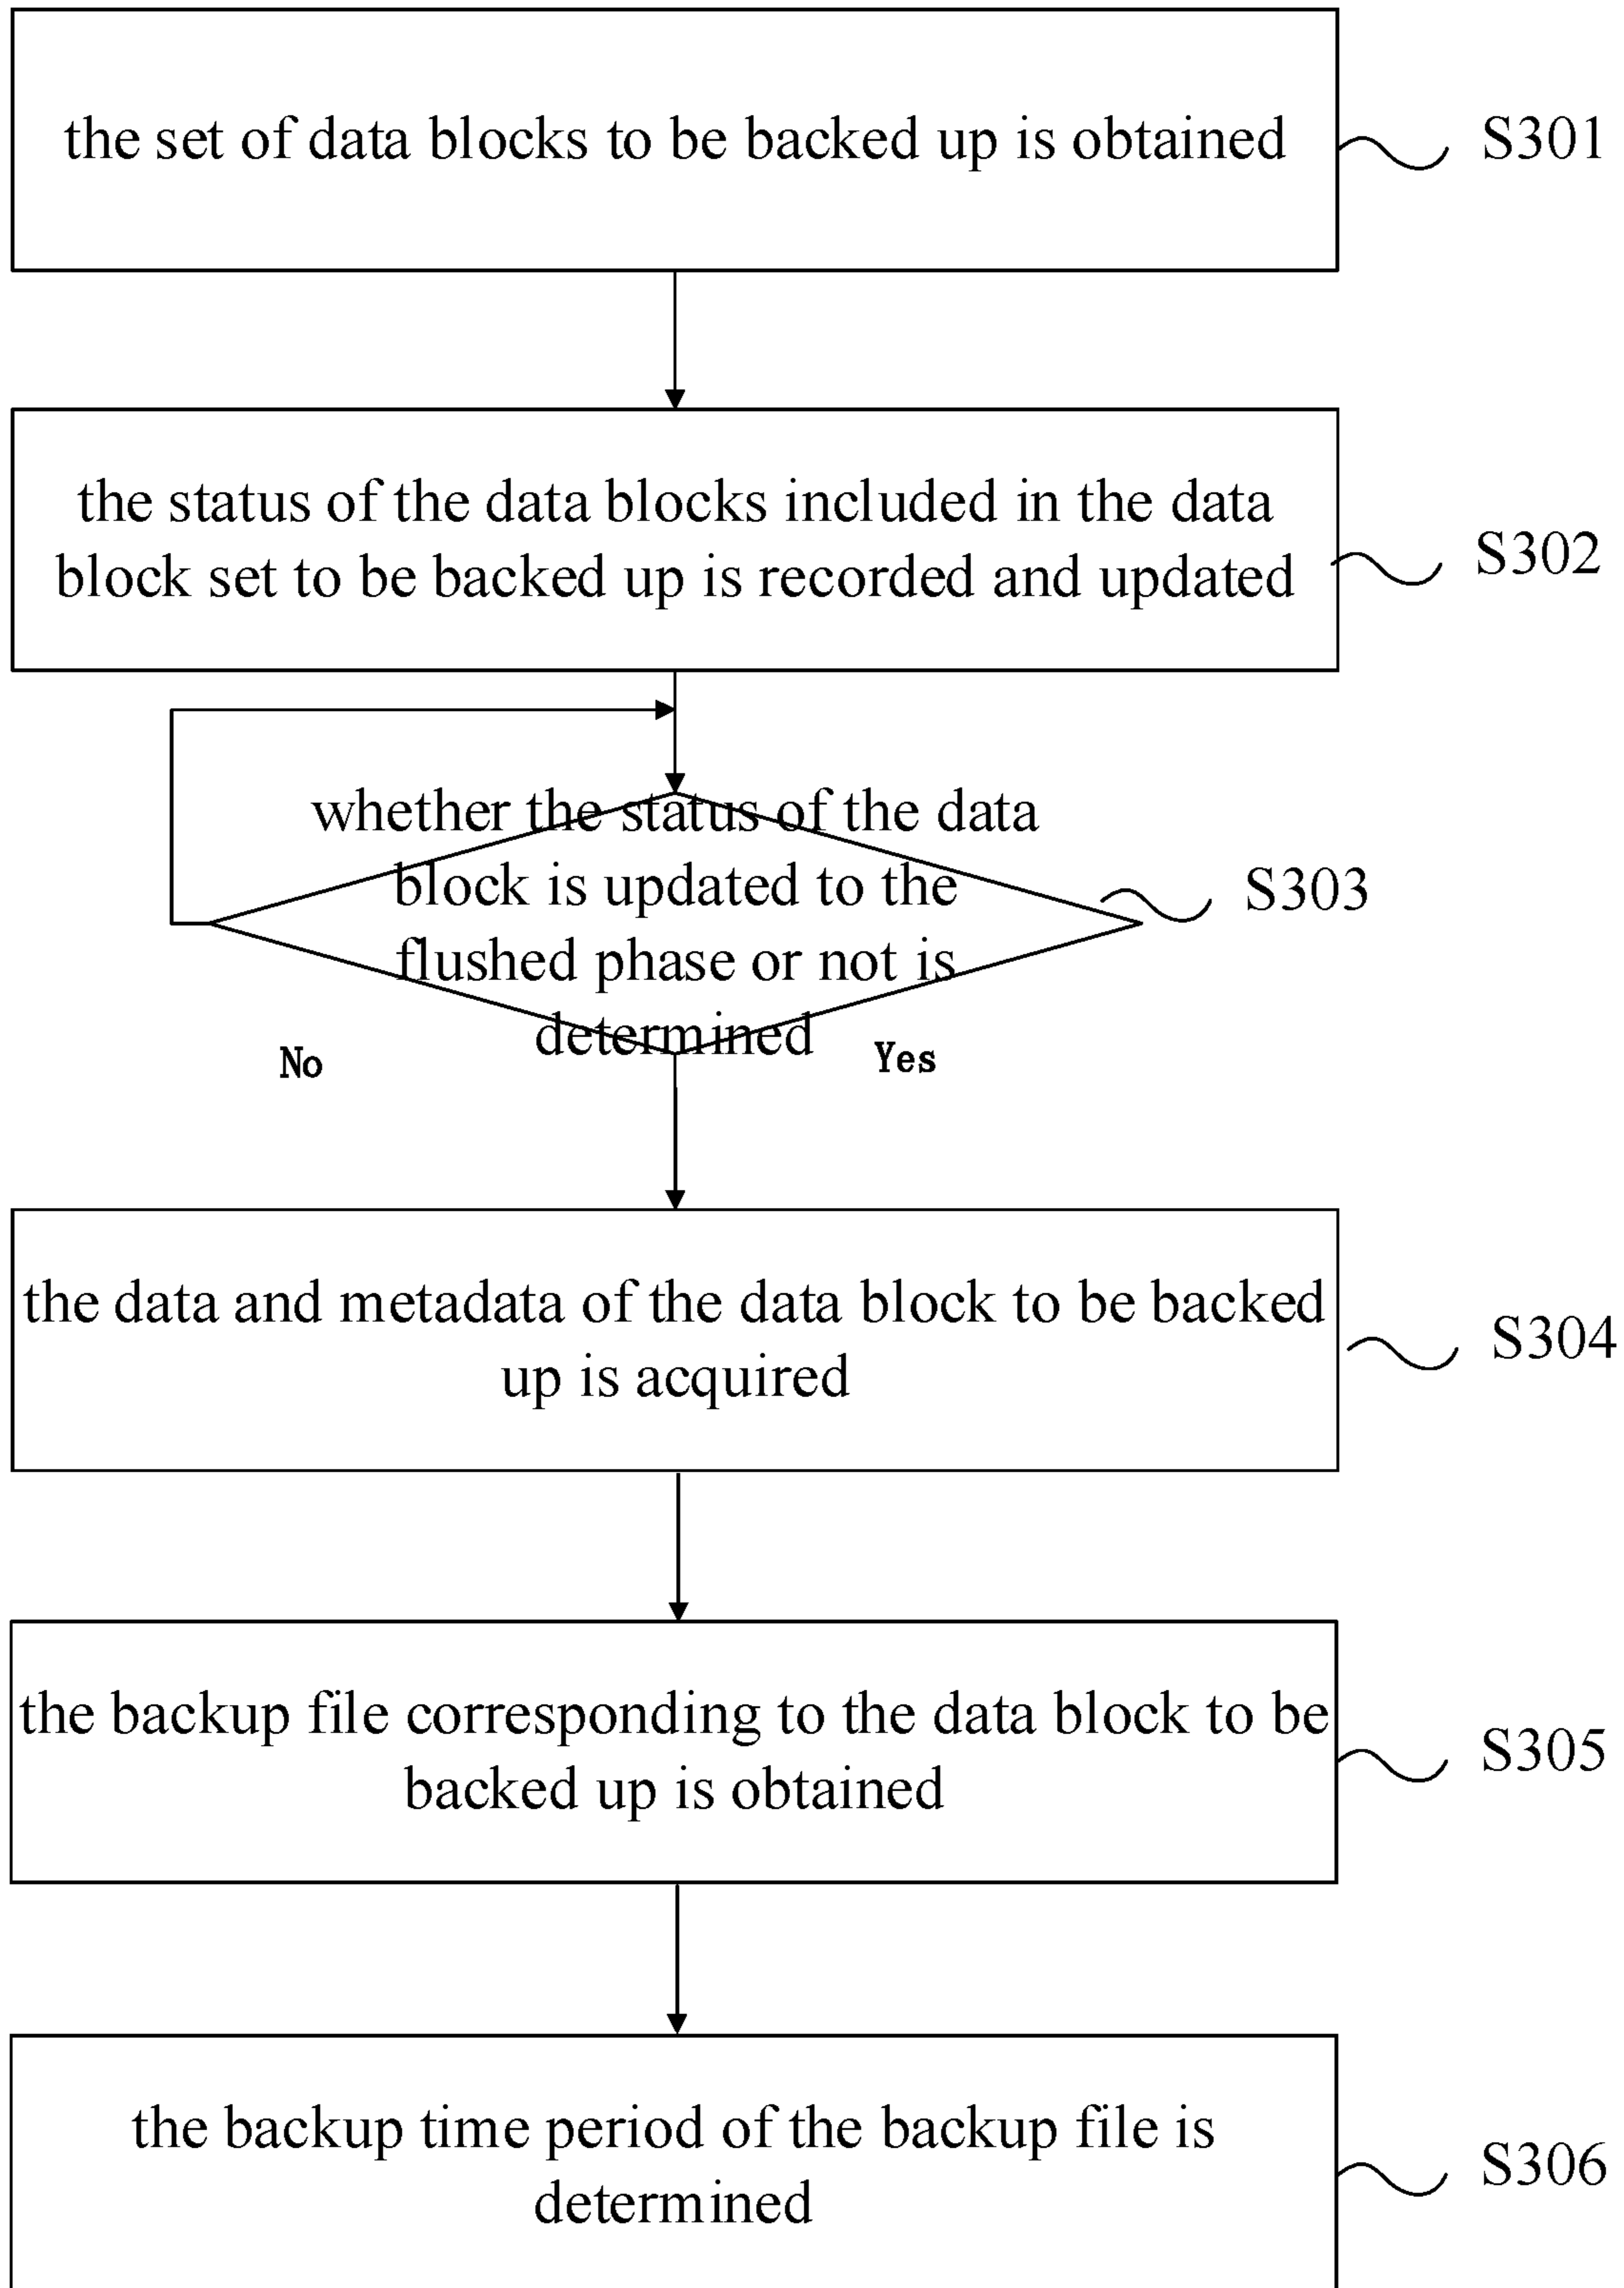 the set of data blocks to be backed up is obtained
S301
the status of the data blocks included in the data
block set to be backed up is recorded and updated
S302
whether the status of the data
block is updated to the
flushed phase or not is
determined
S303
No
Yes
the data and metadata of the data block to be backed
up is acquired
S304
the backup file corresponding to the data block to be
backed up is obtained
S305
the backup time period of the backup file is
determined
S306